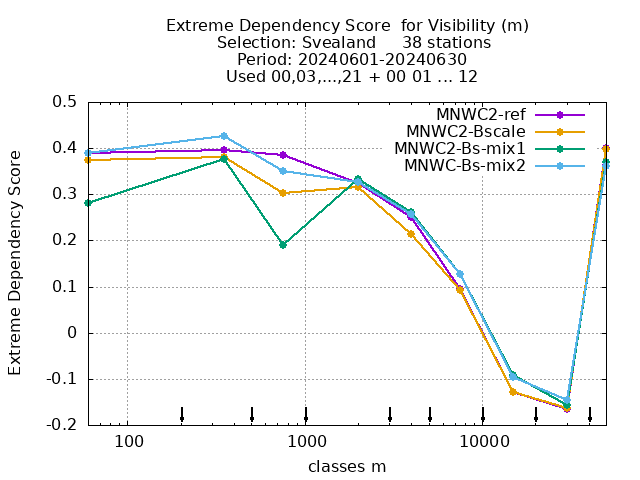 Extreme Dependency Score  for Visibility (m)
Selection: Svealand     38 stations
Period: 20240601-20240630
Used 00,03,...,21 + 00 01 ... 12
MNWC2-ref
MNWC2-Bscale
MNWC2-Bs-mix1
MNWC-Bs-mix2
Extreme Dependency Score
0.5
0.4
0.3
0.2
0.1
0
-0.1
-0.2
100
1000
10000
classes m